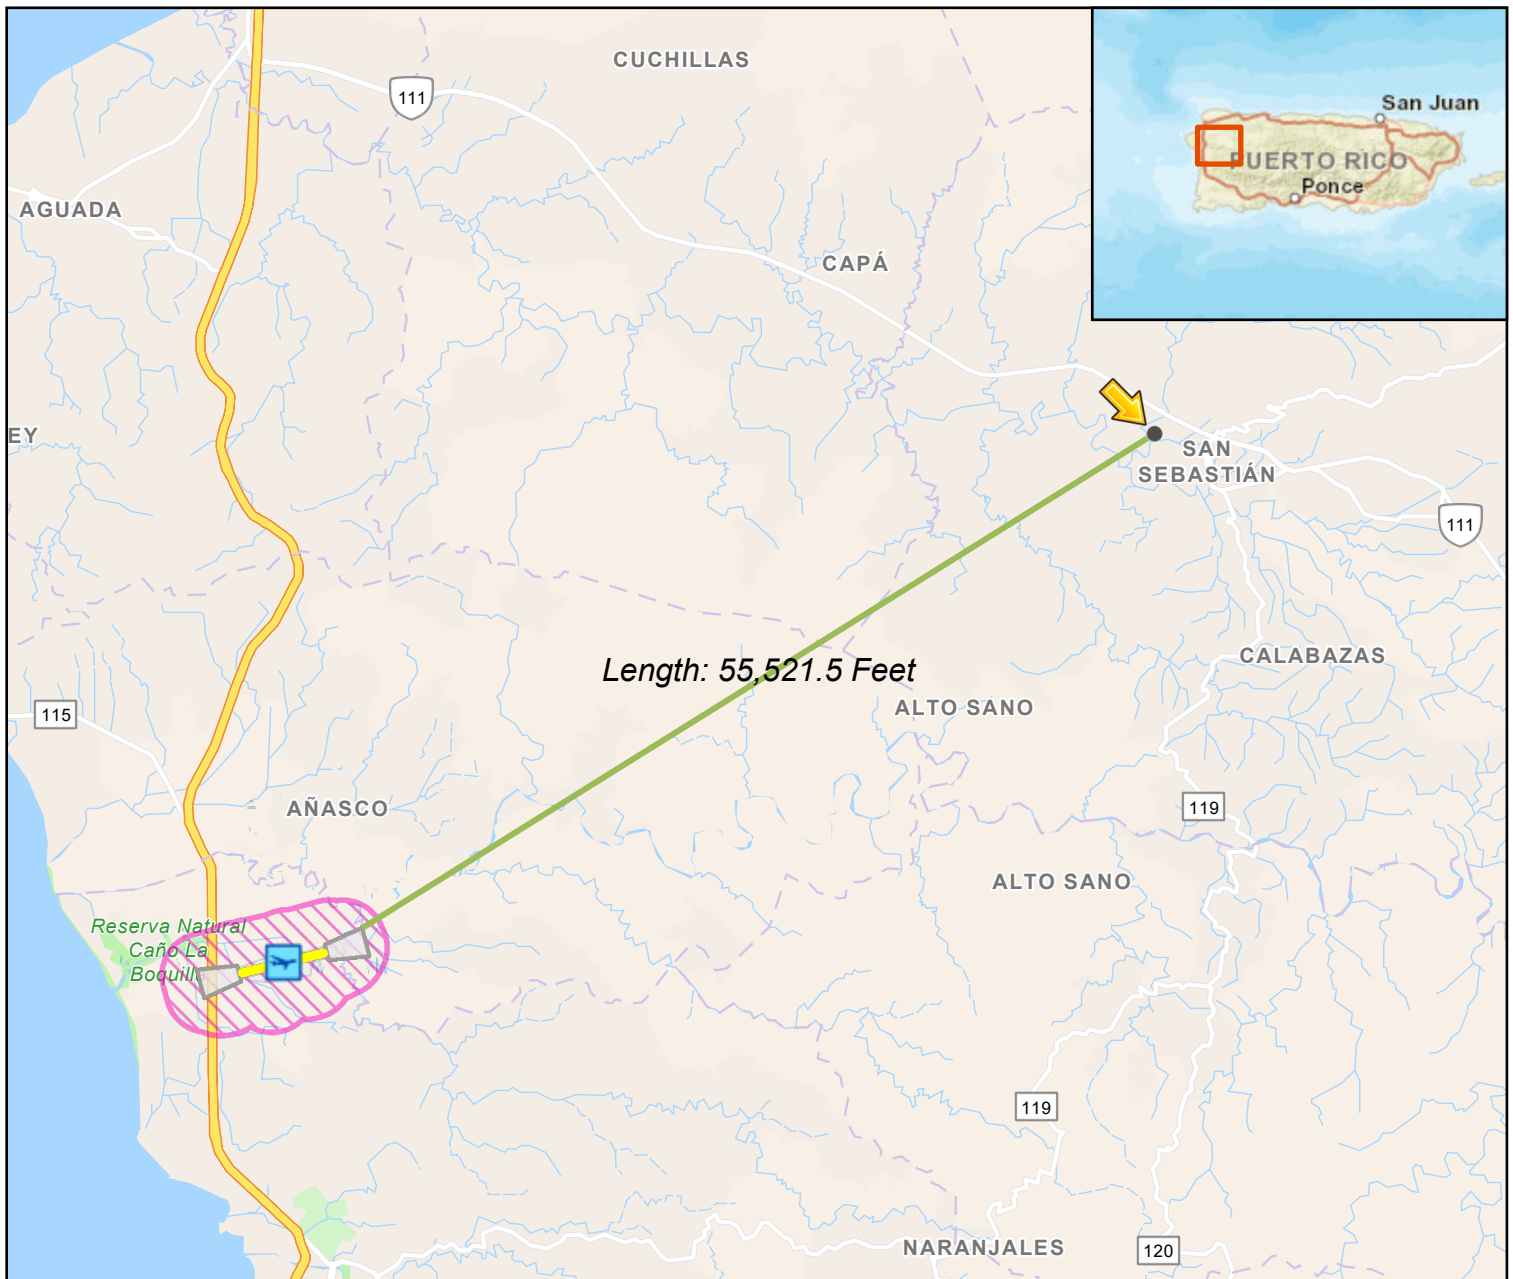 CUCHILLAS
111
San Juan
PUERTO RICO
Ponce
AGUADA
CAPÁ
EY
SAN
SEBASTIÁN
111
Length: 55,521.5 Feet
CALABAZAS
ALTO SANO
115
AÑASCO
119
ALTO SANO
Reserva Natural
Caño La
Boquilla
119
NARANJALES
120